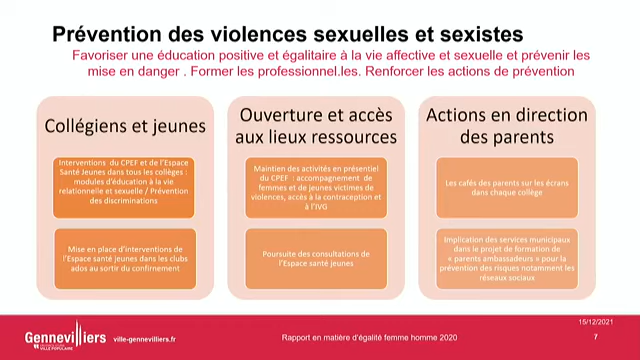 Prévention des violences sexuelles et sexistes
Favoriser une éducation positive et égalitaire à la vie affective et sexuelle et prévenir les
mise en danger . Former les professionnel.les. Renforcer les actions de prévention
Collégiens et jeunes
Interventions du CPEF et de l'Espace
Santé Jeunes dans tous les collèges :
modules d'éducation à la vie
relationnelle et sexuelle / Prévention
des discriminations
Mise en place d'interventions de
l'Espace santé jeunes dans les clubs
ados au sortir du confinement
Ouverture et accès
aux lieux ressources
Maintien des activités en présentiel
du CPEF : accompagnement de
femmes et de jeunes victimes de
violences, accès à la contraception et
à l'IVG
Poursuite des consultations de
l'Espace santé jeunes
Actions en direction
des parents
Les cafés des parents sur les écrans
dans chaque collège
Implication des services municipaux
dans le projet de formation de
« parents ambassadeurs » pour la
prévention des risques notamment les
réseaux sociaux
15/12/2021
Gennevilliers
VILLE POPULAIRE
ville-gennevilliers.fr
Rapport en matière d'égalité femme homme 2020
7